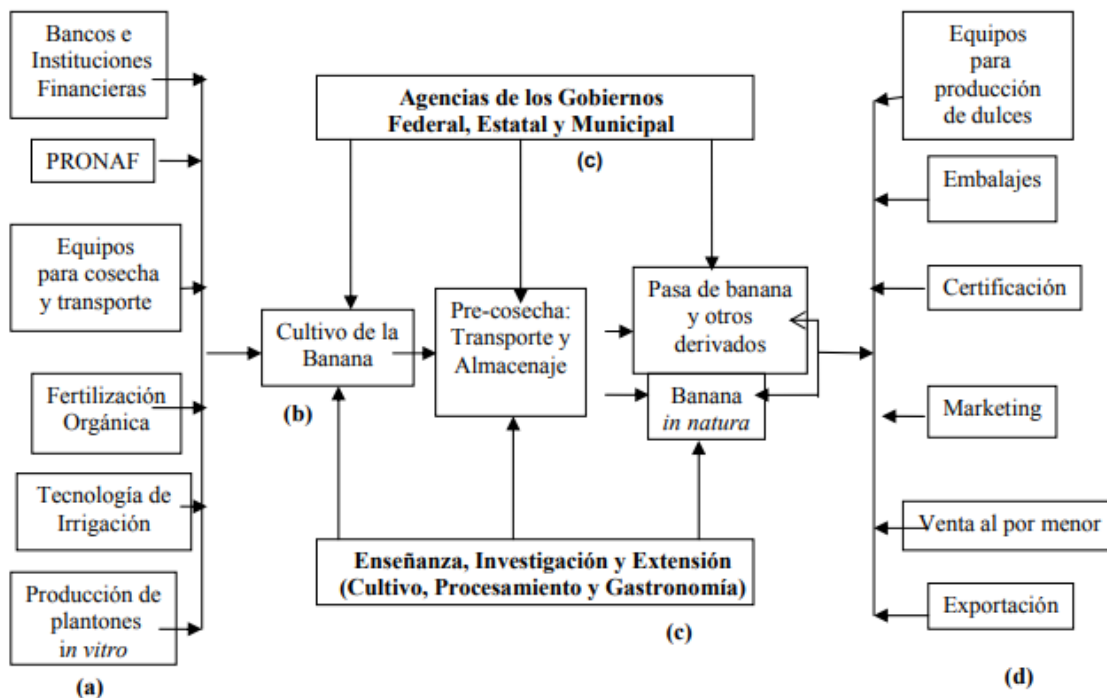 Bancos e
Instituciones
Financieras
PRONAF
Equipos
para cosecha
y transporte
Fertilización
Orgánica
Tecnología de
Irrigación
Producción de
plantones
in vitro
(a)
Agencias de los Gobiernos
Federal, Estatal y Municipal
(c)
Cultivo de la
Banana
(b)
Pre-cosecha:
Transporte y
Almacenaje
Pasa de banana
y otros
derivados
Banana
in natura
Enseñanza, Investigación y Extensión
(Cultivo, Procesamiento y Gastronomía)
(c)
Equipos
para
producción
de dulces
Embalajes
Certificación
Marketing
Venta al por menor
Exportación
(d)